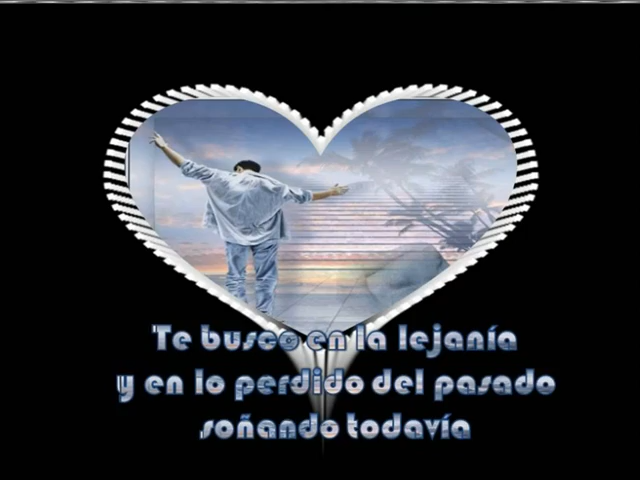 Te busco en la lejanía
y en lo perdido del pasado
soñando todavía